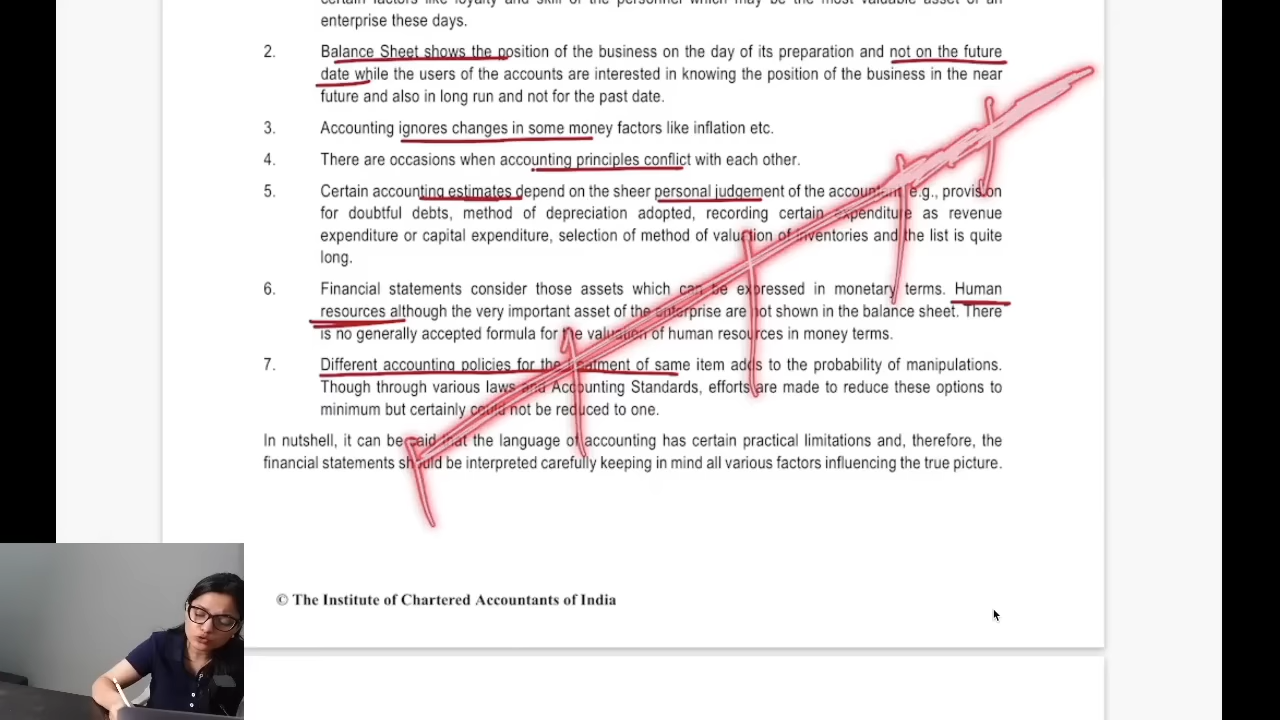 certain factors like loyalty and skill of the personnel which may be the most valuable asset of an
enterprise these days.
2. Balance Sheet shows the position of the business on the day of its preparation and not on the future
date while the users of the accounts are interested in knowing the position of the business in the near
future and also in long run and not for the past date.
3. Accounting ignores changes in some money factors like inflation etc.
4. There are occasions when accounting principles conflict with each other.
5. Certain accounting estimates depend on the sheer personal judgement of the accountant (e.g., provision
for doubtful debts, method of depreciation adopted, recording certain expenditure as revenue
expenditure or capital expenditure, selection of method of valuation of inventories and the list is quite
long.
6. Financial statements consider those assets which can be expressed in monetary terms. Human
resources although the very important asset of the enterprise are not shown in the balance sheet. There
is no generally accepted formula for the valuation of human resources in money terms.
7. Different accounting policies for the treatment of same item adds to the probability of manipulations.
Though through various laws and Accounting Standards, efforts are made to reduce these options to
minimum but certainly could not be reduced to one.
In nutshell, it can be said that the language of accounting has certain practical limitations and, therefore, the
financial statements should be interpreted carefully keeping in mind all various factors influencing the true picture.
© The Institute of Chartered Accountants of India